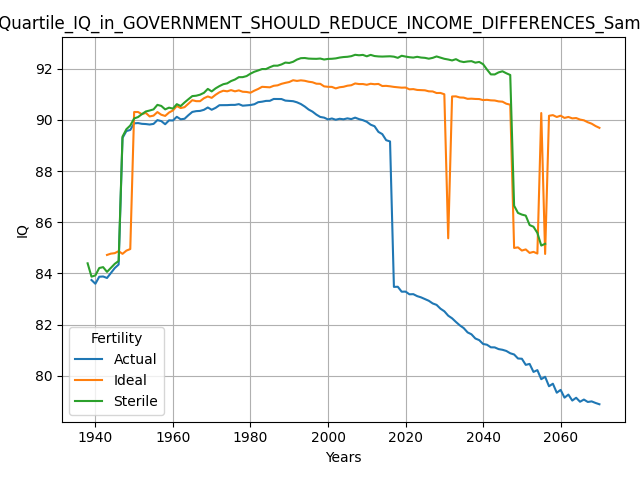 Quartile_IQ_in_GOVERNMENT_SHOULD_REDUCE_INCOME_DIFFERENCES_Sam
92
90
88
86
84
82
80
IQ
Fertility
Actual
Ideal
Sterile
1940 1960 1980 2000 2020 2040 2060
Years